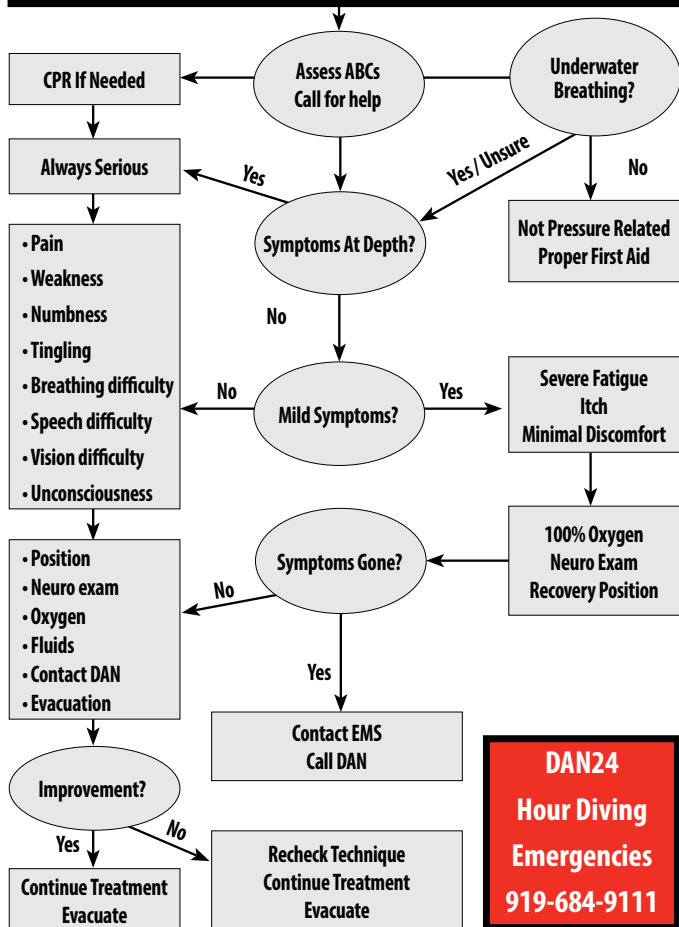 Assess ABCs
Call for help
CPR If Needed
Underwater
Breathing?
Always Serious
Yes
Yes / Unsure
No
Symptoms At Depth?
Not Pressure Related
Proper First Aid
• Pain
• Weakness
• Numbness
• Tingling
• Breathing difficulty
• Speech difficulty
• Vision difficulty
• Unconsciousness
No
No
Mild Symptoms?
Yes
Severe Fatigue
Itch
Minimal Discomfort
100% Oxygen
Neuro Exam
Recovery Position
Symptoms Gone?
No
• Position
• Neuro exam
• Oxygen
• Fluids
• Contact DAN
• Evacuation
Yes
Contact EMS
Call DAN
Improvement?
Yes
No
Continue Treatment
Evacuate
Recheck Technique
Continue Treatment
Evacuate
DAN24
Hour Diving
Emergencies
919-684-9111